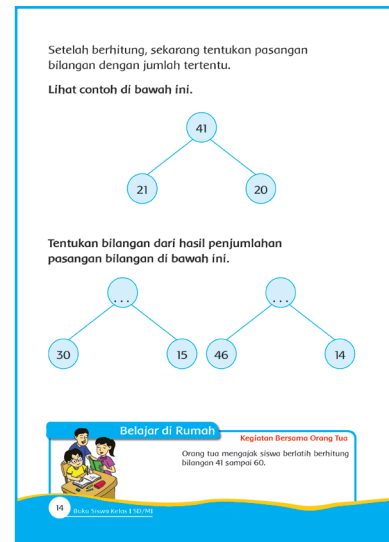 Setelah berhitung, sekarang tentukan pasangan
bilangan dengan jumlah tertentu.
Lihat contoh di bawah ini.
41
21 20
Tentukan bilangan dari hasil penjumlahan
pasangan bilangan di bawah ini.
. . . . . .
30 15 46 14
Belajar di Rumah
Kegiatan Bersama Orang Tua
Orang tua mengajak siswa berlatih berhitung
bilangan 41 sampai 60.
14 Buku Siswa Kelas I SD/MI